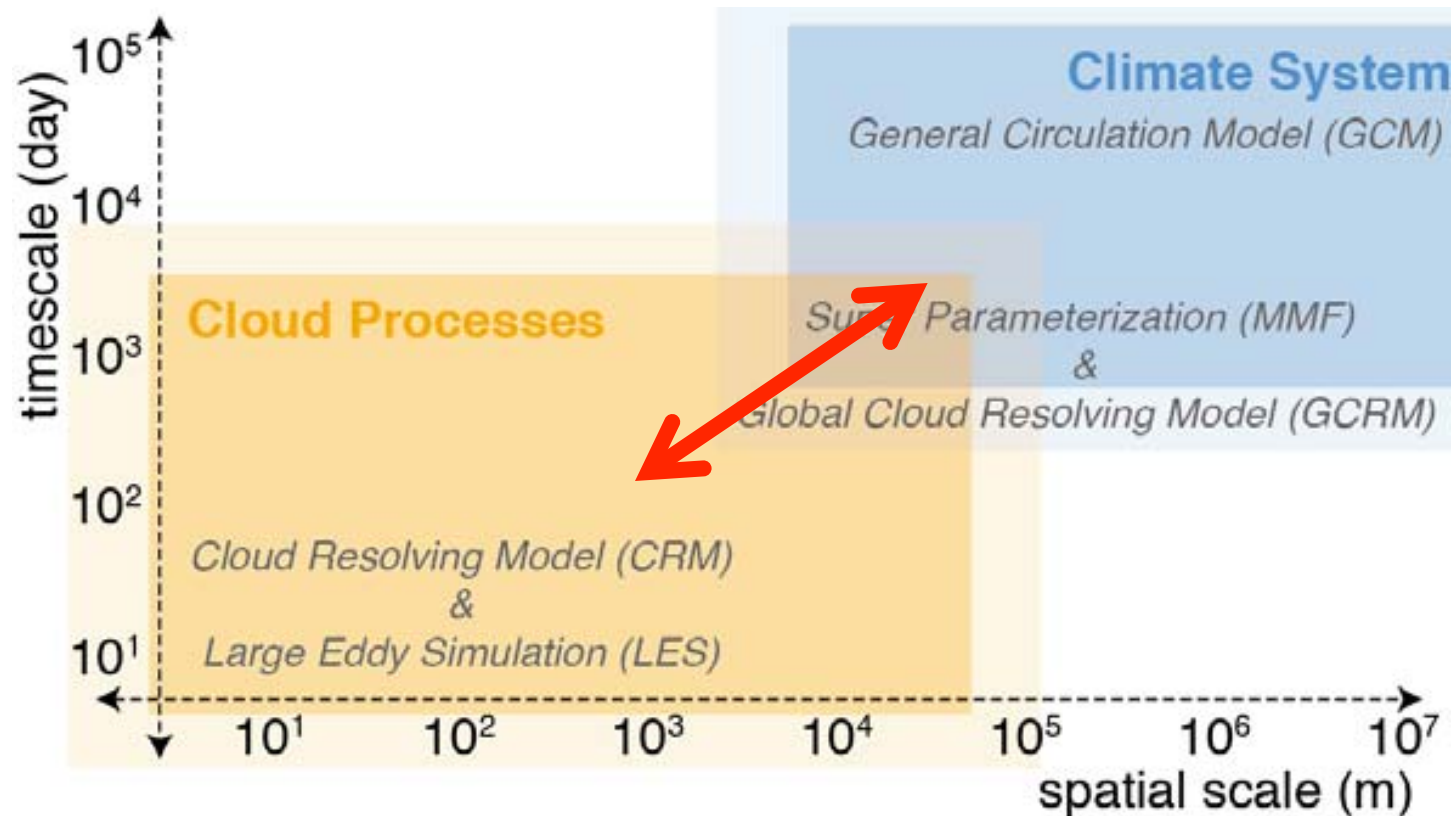 timescale (day)
10⁵
10⁴
10³
10²
10¹
Climate System
General Circulation Model (GCM)
Cloud Processes
Parameterization (MMF)
&
Global Cloud Resolving Model (GCRM)
Cloud Resolving Model (CRM)
&
Large Eddy Simulation (LES)
10¹ 10² 10³ 10⁴ 10⁵ 10⁶ 10⁷
spatial scale (m)